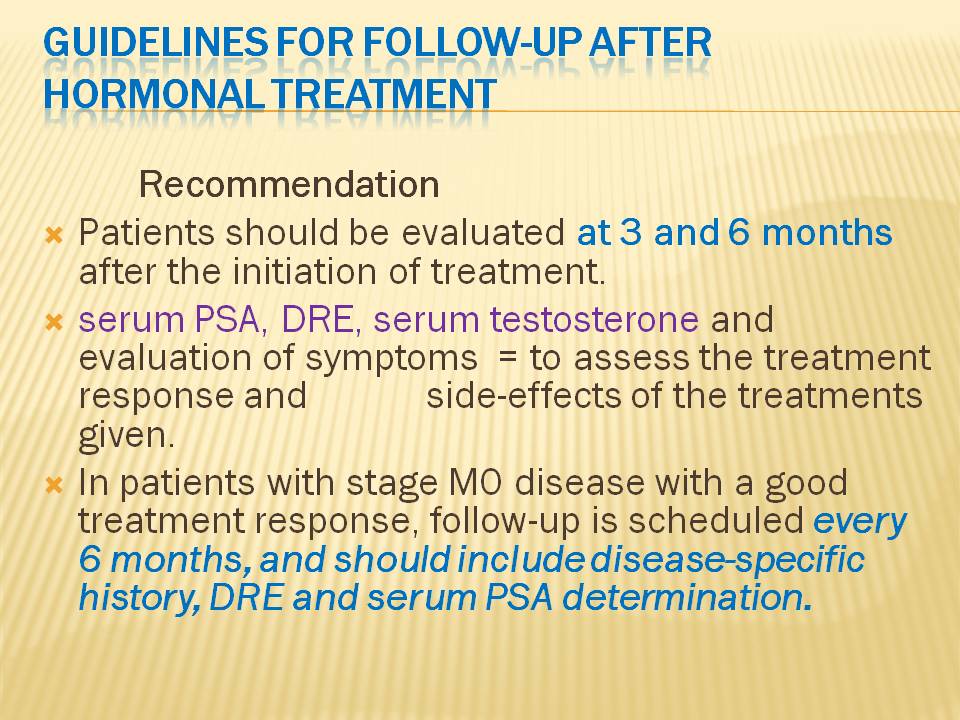 GUIDELINES FOR FOLLOW-UP AFTER
HORMONAL TREATMENT
Recommendation
Patients should be evaluated at 3 and 6 months
after the initiation of treatment.
serum PSA, DRE, serum testosterone and
evaluation of symptoms = to assess the treatment
response and side-effects of the treatments
given.
In patients with stage M0 disease with a good
treatment response, follow-up is scheduled every
6 months, and should include disease-specific
history, DRE and serum PSA determination.